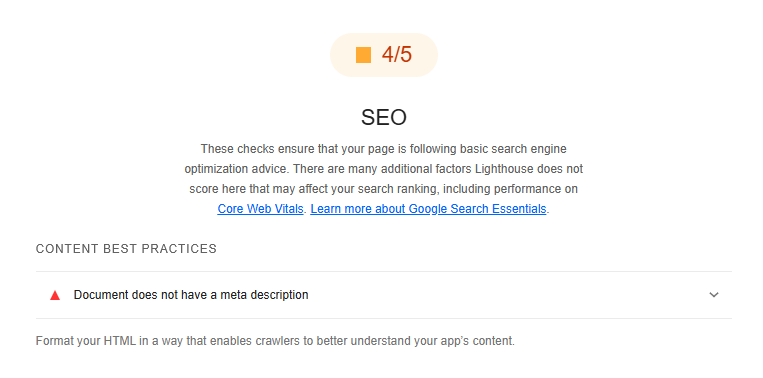 4/5
SEO
These checks ensure that your page is following basic search engine
optimization advice. There are many additional factors Lighthouse does not
score here that may affect your search ranking, including performance on
Core Web Vitals. Learn more about Google Search Essentials.
CONTENT BEST PRACTICES
Document does not have a meta description
Format your HTML in a way that enables crawlers to better understand your app's content.